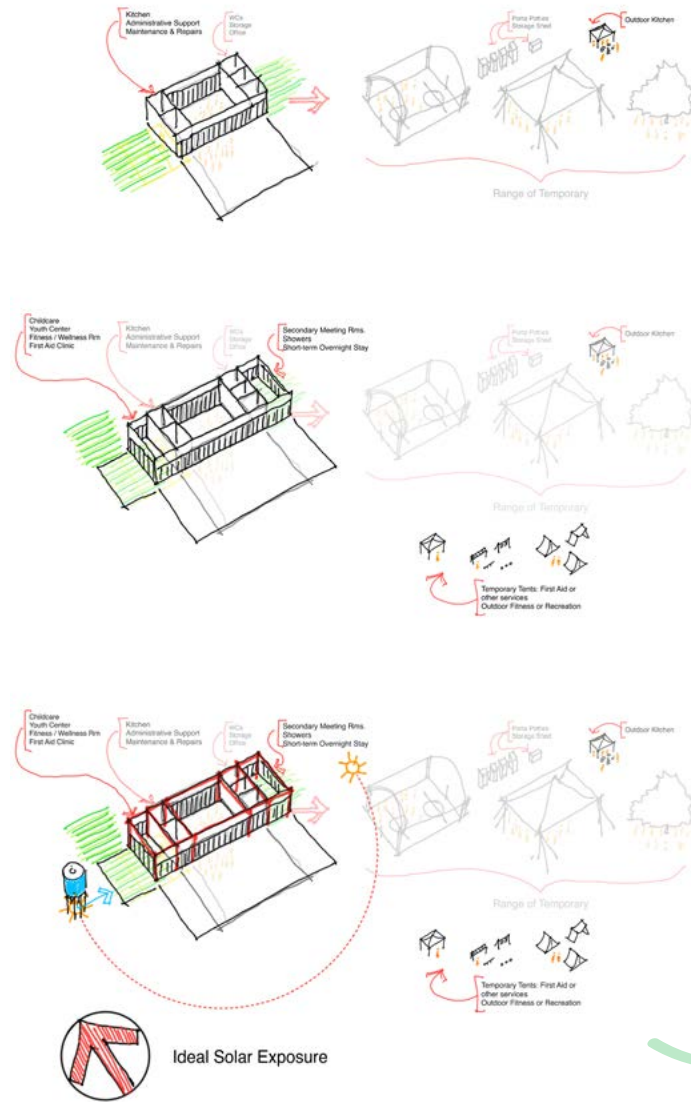 Kitchen
Administrative Support
Maintenance & Repairs
WCs
Storage
Office
Porta Potties
Storage Shed
Outdoor Kitchen
Range of Temporary
Childcare
Youth Center
Fitness / Wellness Rm
First Aid Clinic
Kitchen
Administrative Support
Maintenance & Repairs
WCs
Storage
Office
Secondary Meeting Rms.
Showers
Short-term Overnight Stay
Porta Potties
Storage Shed
Outdoor Kitchen
Range of Temporary
Temporary Tents: First Aid or
other services
Outdoor Fitness or Recreation
Childcare
Youth Center
Fitness / Wellness Rm
First Aid Clinic
Kitchen
Administrative Support
Maintenance & Repairs
WCs
Storage
Office
Secondary Meeting Rms.
Showers
Short-term Overnight Stay
Porta Potties
Storage Shed
Outdoor Kitchen
Range of Temporary
Temporary Tents: First Aid or
other services
Outdoor Fitness or Recreation
Ideal Solar Exposure